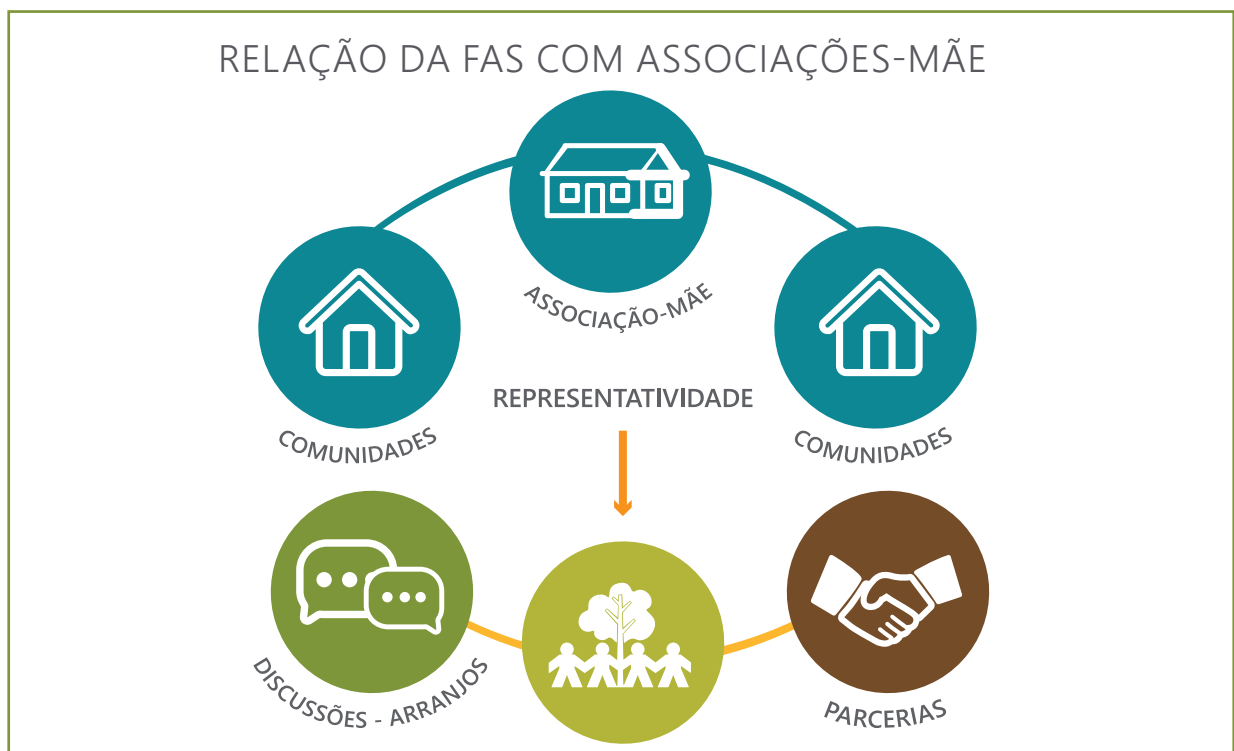 RELAÇÃO DA FAS COM ASSOCIAÇÕES-MÃE
ASSOCIAÇÃO-MÃE
COMUNIDADES
COMUNIDADES
REPRESENTATIVIDADE
DISCUSSÕES - ARRANJOS
PARCERIAS